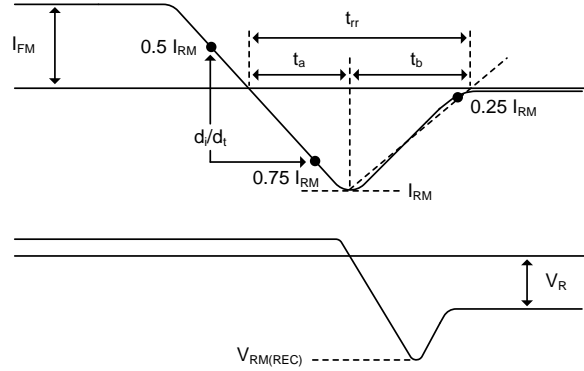 t_rr
I_FM
0.5 I_RM
t_a
t_b
0.25 I_RM
d_i/d_t
0.75 I_RM
I_RM
V_R
V_RM(REC)